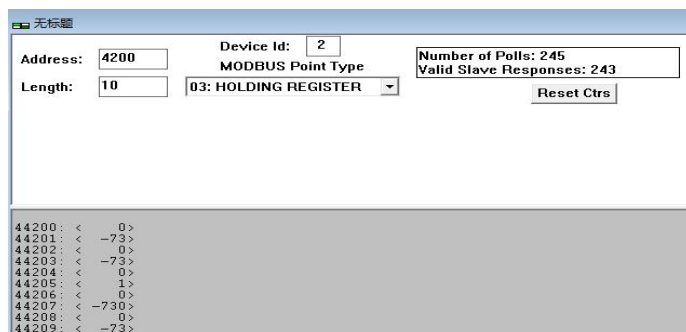 无标题
Address: 4200
Device Id: 2
MODBUS Point Type
Length: 10
03: HOLDING REGISTER
Number of Polls: 245
Valid Slave Responses: 243
Reset Ctrs
44200: <     0>
44201: <   -73>
44202: <     0>
44203: <   -73>
44204: <     0>
44205: <     1>
44206: <     0>
44207: <  -730>
44208: <     0>
44209: <   -73>